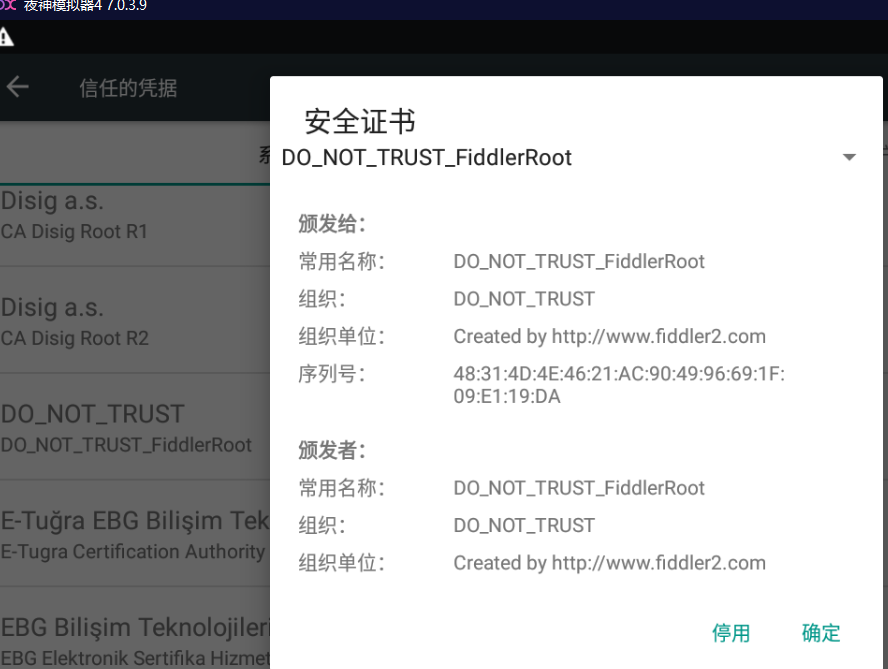 夜神模拟器4 7.0.3.9
信任的凭据
安全证书
系
DO_NOT_TRUST_FiddlerRoot
Disig a.s.
CA Disig Root R1
颁发给：
常用名称： DO_NOT_TRUST_FiddlerRoot
组织： DO_NOT_TRUST
Disig a.s.
CA Disig Root R2
组织单位： Created by http://www.fiddler2.com
序列号： 48:31:4D:4E:46:21:AC:90:49:96:69:1F:
09:E1:19:DA
DO_NOT_TRUST
DO_NOT_TRUST_FiddlerRoot
颁发者：
常用名称： DO_NOT_TRUST_FiddlerRoot
组织： DO_NOT_TRUST
组织单位： Created by http://www.fiddler2.com
E-Tuğra EBG Bilişim Tek
E-Tugra Certification Authority
EBG Bilişim Teknolojileri
EBG Elektronik Sertifika Hizmet
停用
确定